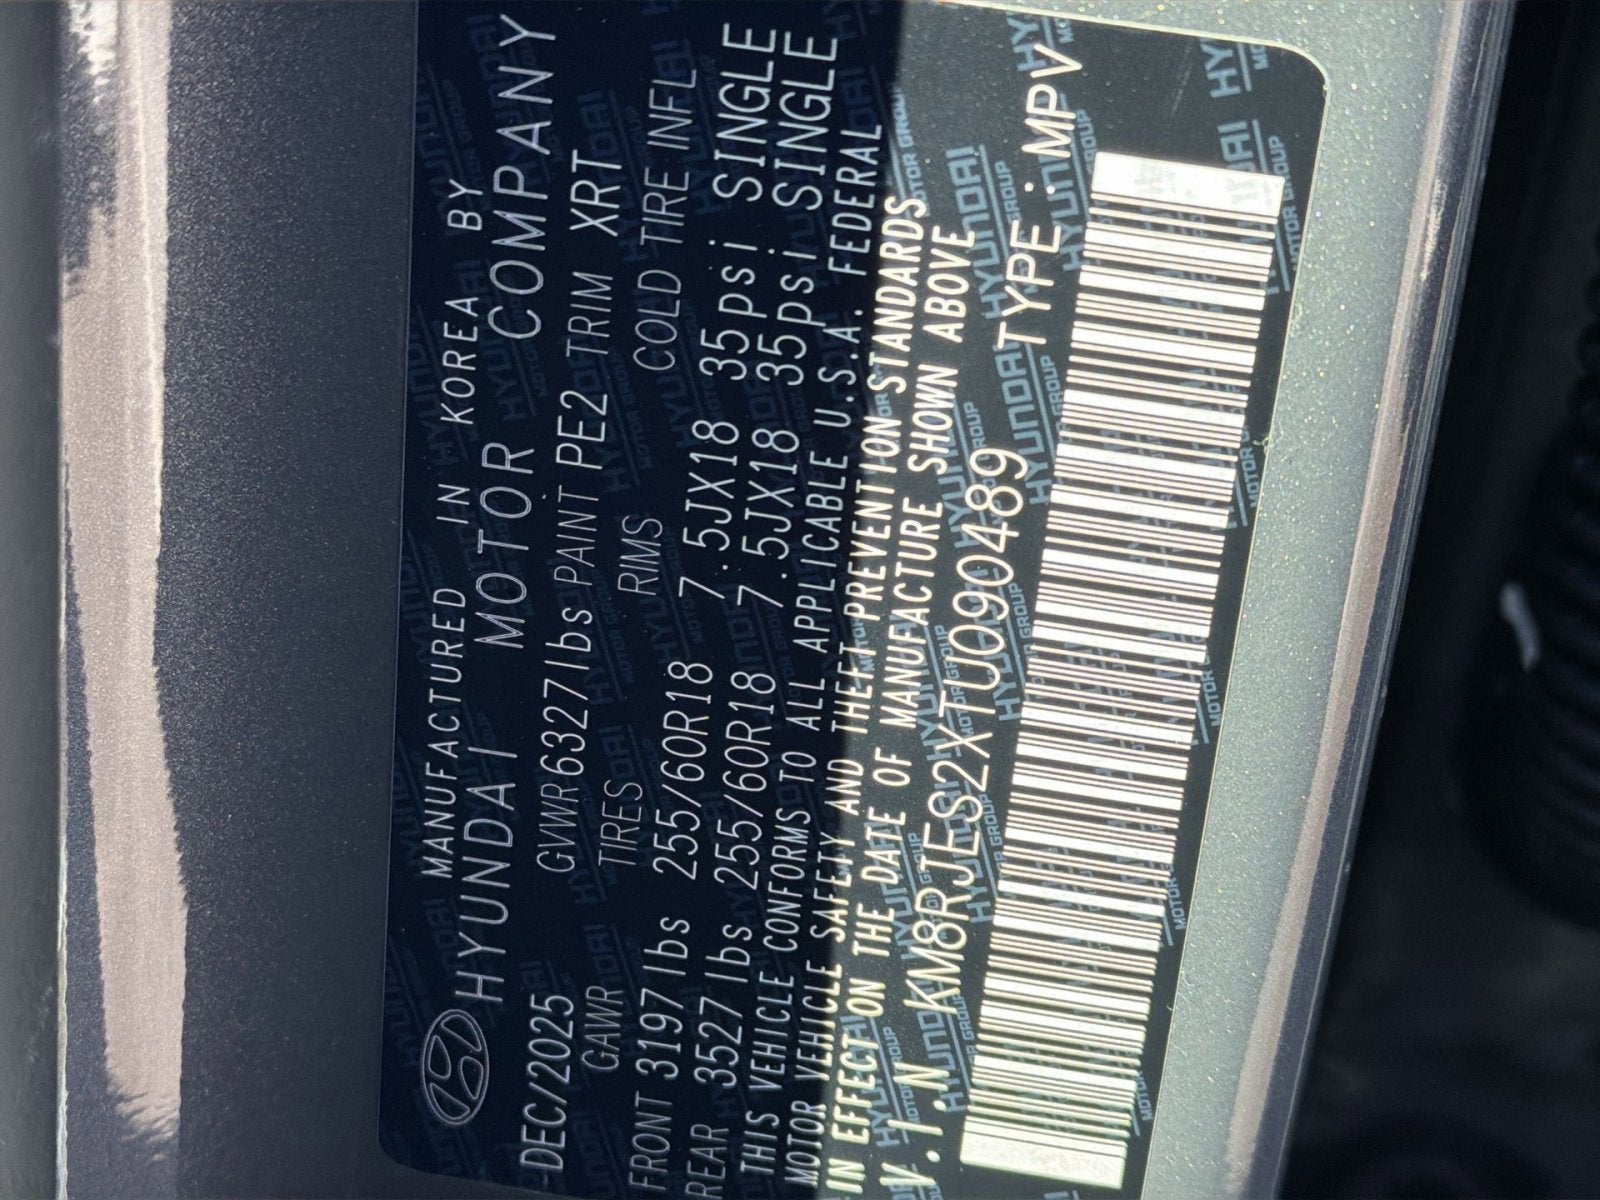 MANUFACTURED IN KOREA BY
HYUNDAI MOTOR COMPANY
DEC/2025 GVWR 6327lbs PAINT PE2 TRIM XRT
GAWR TIRES RIMS COLD TIRE INFL
FRONT 3197lbs 255/60R18 7.5JX18 35psi SINGLE
REAR 3527lbs 255/60R18 7.5JX18 35psi SINGLE
THIS VEHICLE CONFORMS TO ALL APPLICABLE U.S.A. FEDERAL
MOTOR VEHICLE SAFETY AND THEFT PREVENTION STANDARDS
IN EFFECT ON THE DATE OF MANUFACTURE SHOWN ABOVE
V.I.N KM8RJES2XTU090489 TYPE: MPV